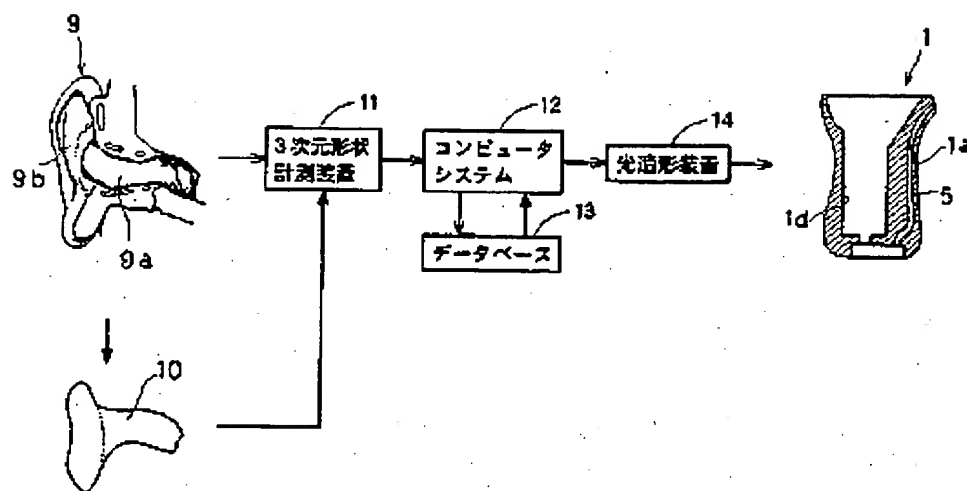 9
9b
9a
10
11
3次元形状
計測装置
12
コンピュータ
システム
13
データベース
14
光造形装置
1
1a
5
1d